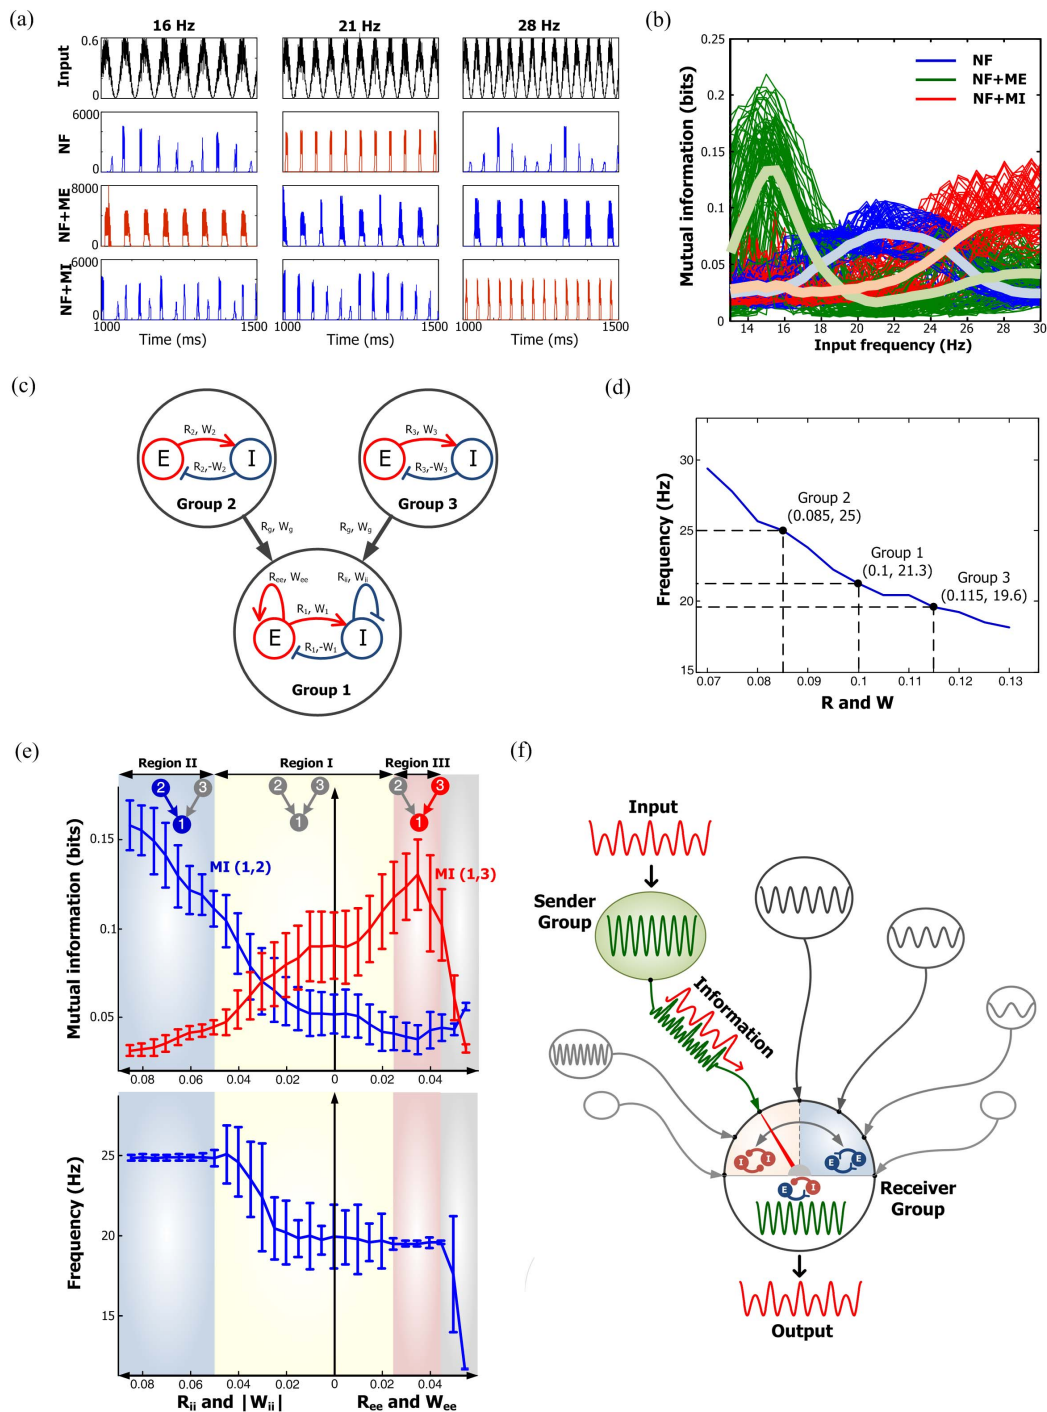 (a)
16 Hz
21 Hz
28 Hz
Input
0.6
0
NF
6000
0
NF+ME
8000
0
NF+MI
6000
0
1000
1500
1000
1500
1000
1500
Time (ms)
Time (ms)
Time (ms)
(b)
Mutual information (bits)
0.25
0.2
0.15
0.1
0.05
0
NF
NF+ME
NF+MI
14
16
18
20
22
24
26
28
30
Input frequency (Hz)
(c)
R2, W2
E
I
R2,-W2
Group 2
R3, W3
E
I
R3,-W3
Group 3
Rg, Wg
Rg, Wg
Ree, Wee
Rii, Wii
R1, W1
E
I
R1,-W1
Group 1
(d)
Frequency (Hz)
30
25
20
15
Group 2
(0.085, 25)
Group 1
(0.1, 21.3)
Group 3
(0.115, 19.6)
0.07
0.08
0.09
0.1
0.11
0.12
0.13
R and W
(e)
Region II
Region I
Region III
2
3
1
2
3
1
2
3
1
Mutual information (bits)
0.15
0.1
0.05
MI (1,2)
MI (1,3)
0.08
0.06
0.04
0.02
0
0.02
0.04
Frequency (Hz)
25
20
15
0.08
0.06
0.04
0.02
0
0.02
0.04
Rii and |Wii|
Ree and Wee
(f)
Input
Sender
Group
Information
I
I
E
E
E
I
Receiver
Group
Output